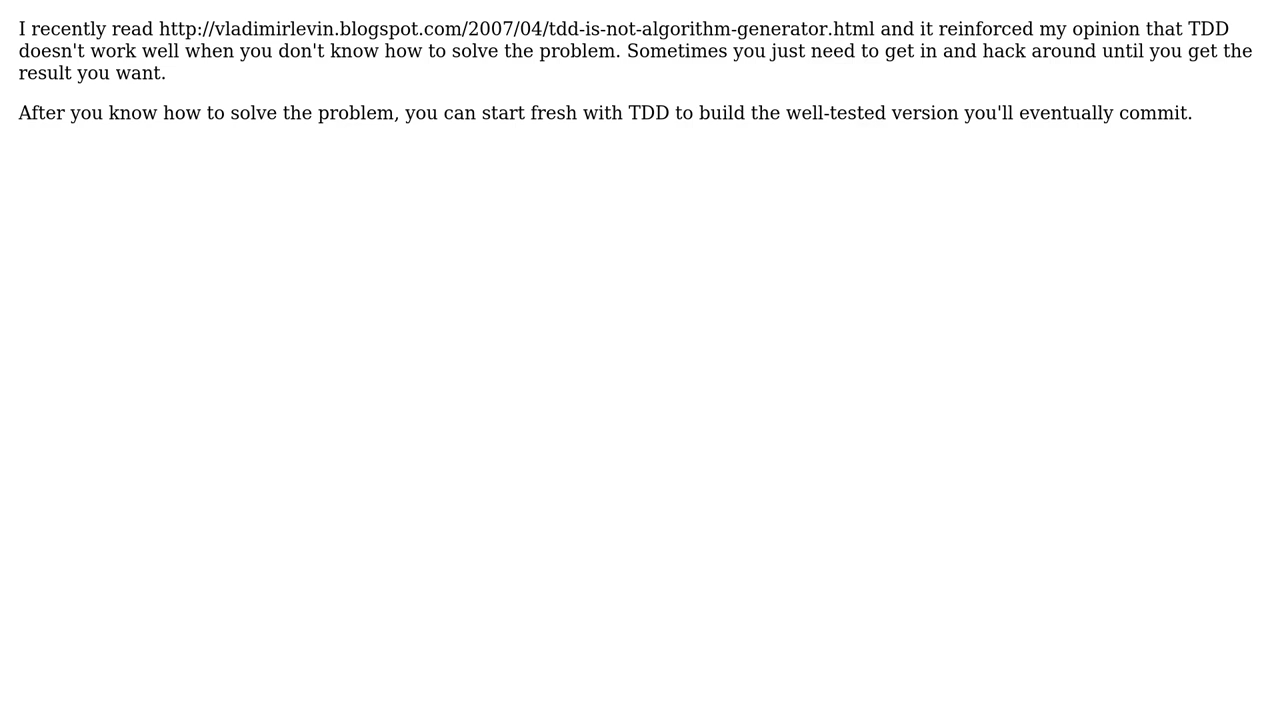 I recently read http://vladimirlevin.blogspot.com/2007/04/tdd-is-not-algorithm-generator.html and it reinforced my opinion that TDD
doesn't work well when you don't know how to solve the problem. Sometimes you just need to get in and hack around until you get the
result you want.
After you know how to solve the problem, you can start fresh with TDD to build the well-tested version you'll eventually commit.